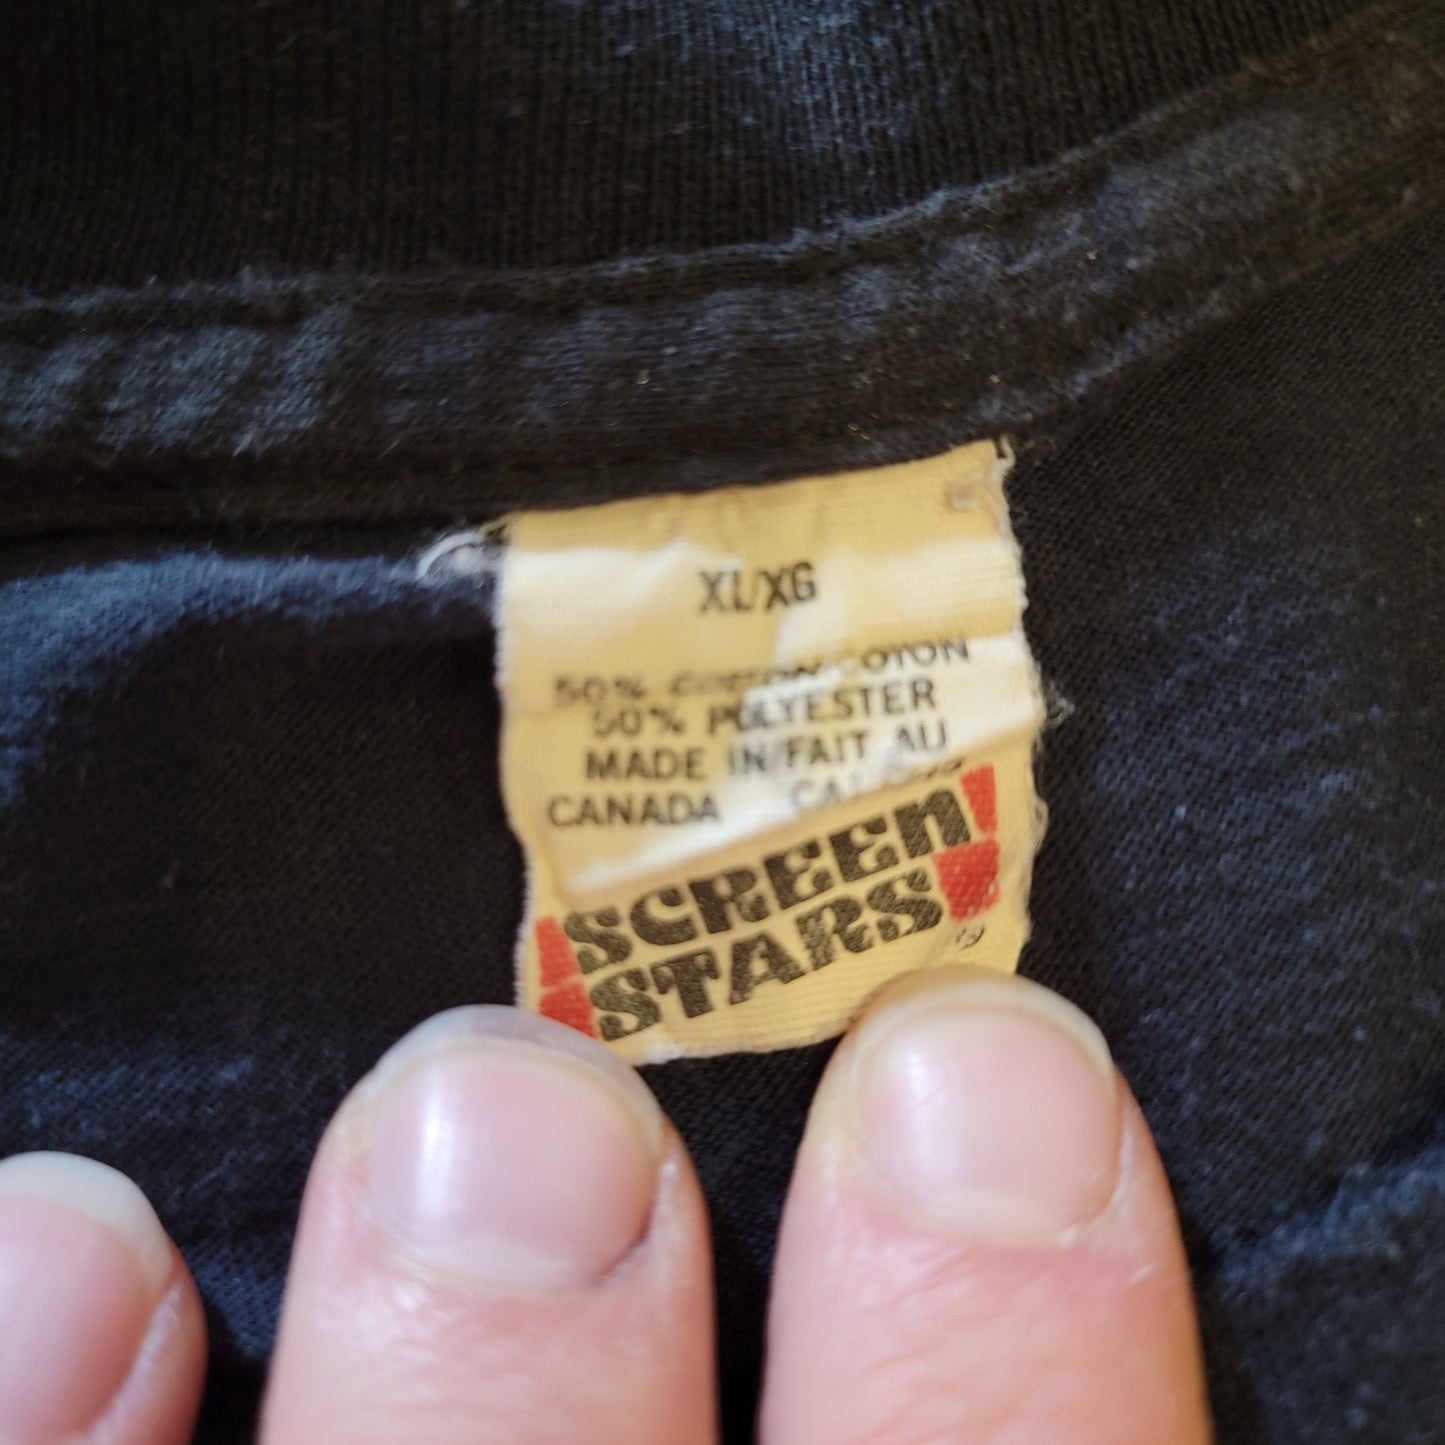 XL/XG
50% COTTON COTON
50% POLYESTER
MADE IN/FAIT AU
CANADA
SCREEN
STARS
®